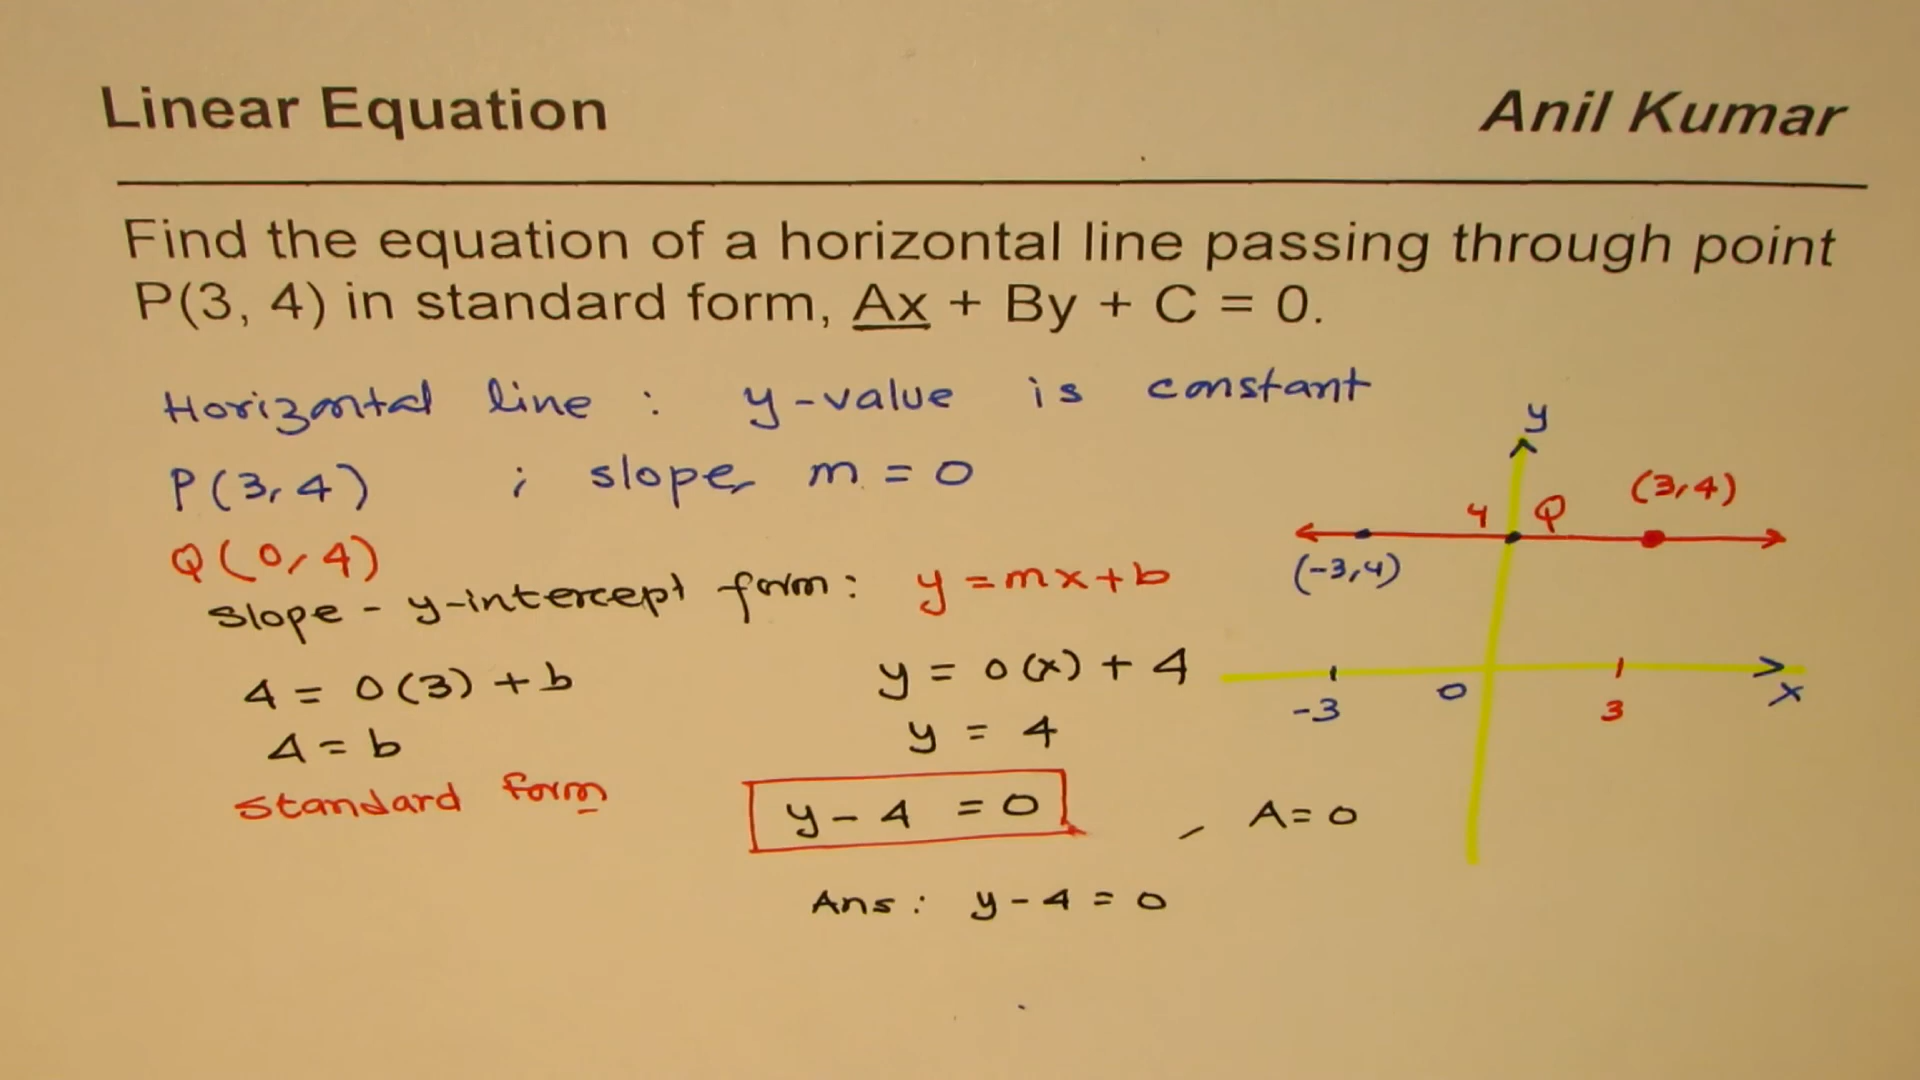 Linear Equation
Anil Kumar
Find the equation of a horizontal line passing through point
P(3, 4) in standard form, Ax + By + C = 0.
Horizontal line : y-value is constant
P(3,4) ; slope, m = 0
Q(0,4)
Slope - y-intercept form: y = mx+b
4 = 0(3) + b
4 = b
y = 0(x) + 4
y = 4
Standard form
y - 4 = 0
, A = 0
Ans: y - 4 = 0
y
4 Q (3,4)
(-3,4)
-3 0 3 x